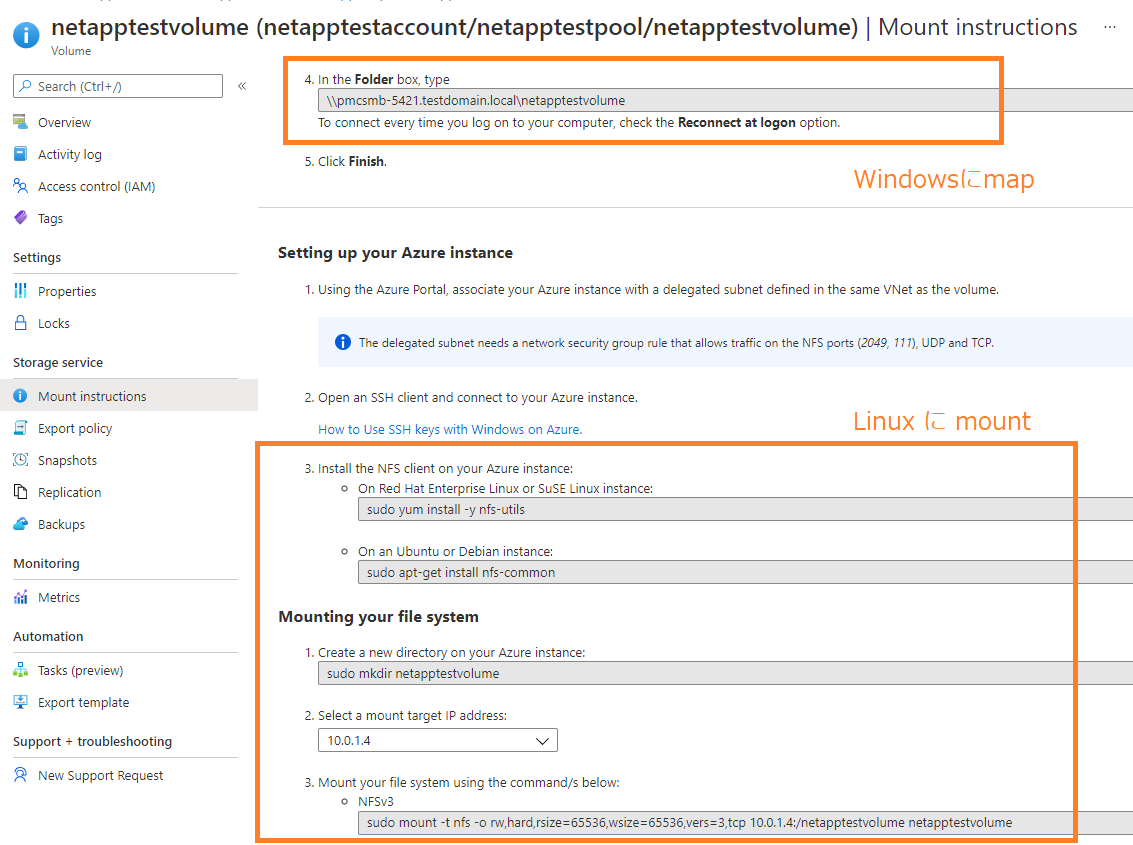 netapptestvolume (netapptestaccount/netapptestpool/netapptestvolume) | Mount instructions ...
Volume
Search (Ctrl+/)
«
Overview
Activity log
Access control (IAM)
Tags
Settings
Properties
Locks
Storage service
Mount instructions
Export policy
Snapshots
Replication
Backups
Monitoring
Metrics
Automation
Tasks (preview)
Export template
Support + troubleshooting
New Support Request
4. In the Folder box, type
\\pmcsmb-5421.testdomain.local\netapptestvolume
To connect every time you log on to your computer, check the Reconnect at logon option.
5. Click Finish.
Windowsにmap
Setting up your Azure instance
1. Using the Azure Portal, associate your Azure instance with a delegated subnet defined in the same VNet as the volume.
The delegated subnet needs a network security group rule that allows traffic on the NFS ports (2049, 111), UDP and TCP.
2. Open an SSH client and connect to your Azure instance.
How to Use SSH keys with Windows on Azure.
Linux に mount
3. Install the NFS client on your Azure instance:
On Red Hat Enterprise Linux or SuSE Linux instance:
sudo yum install -y nfs-utils
On an Ubuntu or Debian instance:
sudo apt-get install nfs-common
Mounting your file system
1. Create a new directory on your Azure instance:
sudo mkdir netapptestvolume
2. Select a mount target IP address:
10.0.1.4
3. Mount your file system using the command/s below:
NFSv3
sudo mount -t nfs -o rw,hard,rsize=65536,wsize=65536,vers=3,tcp 10.0.1.4:/netapptestvolume netapptestvolume